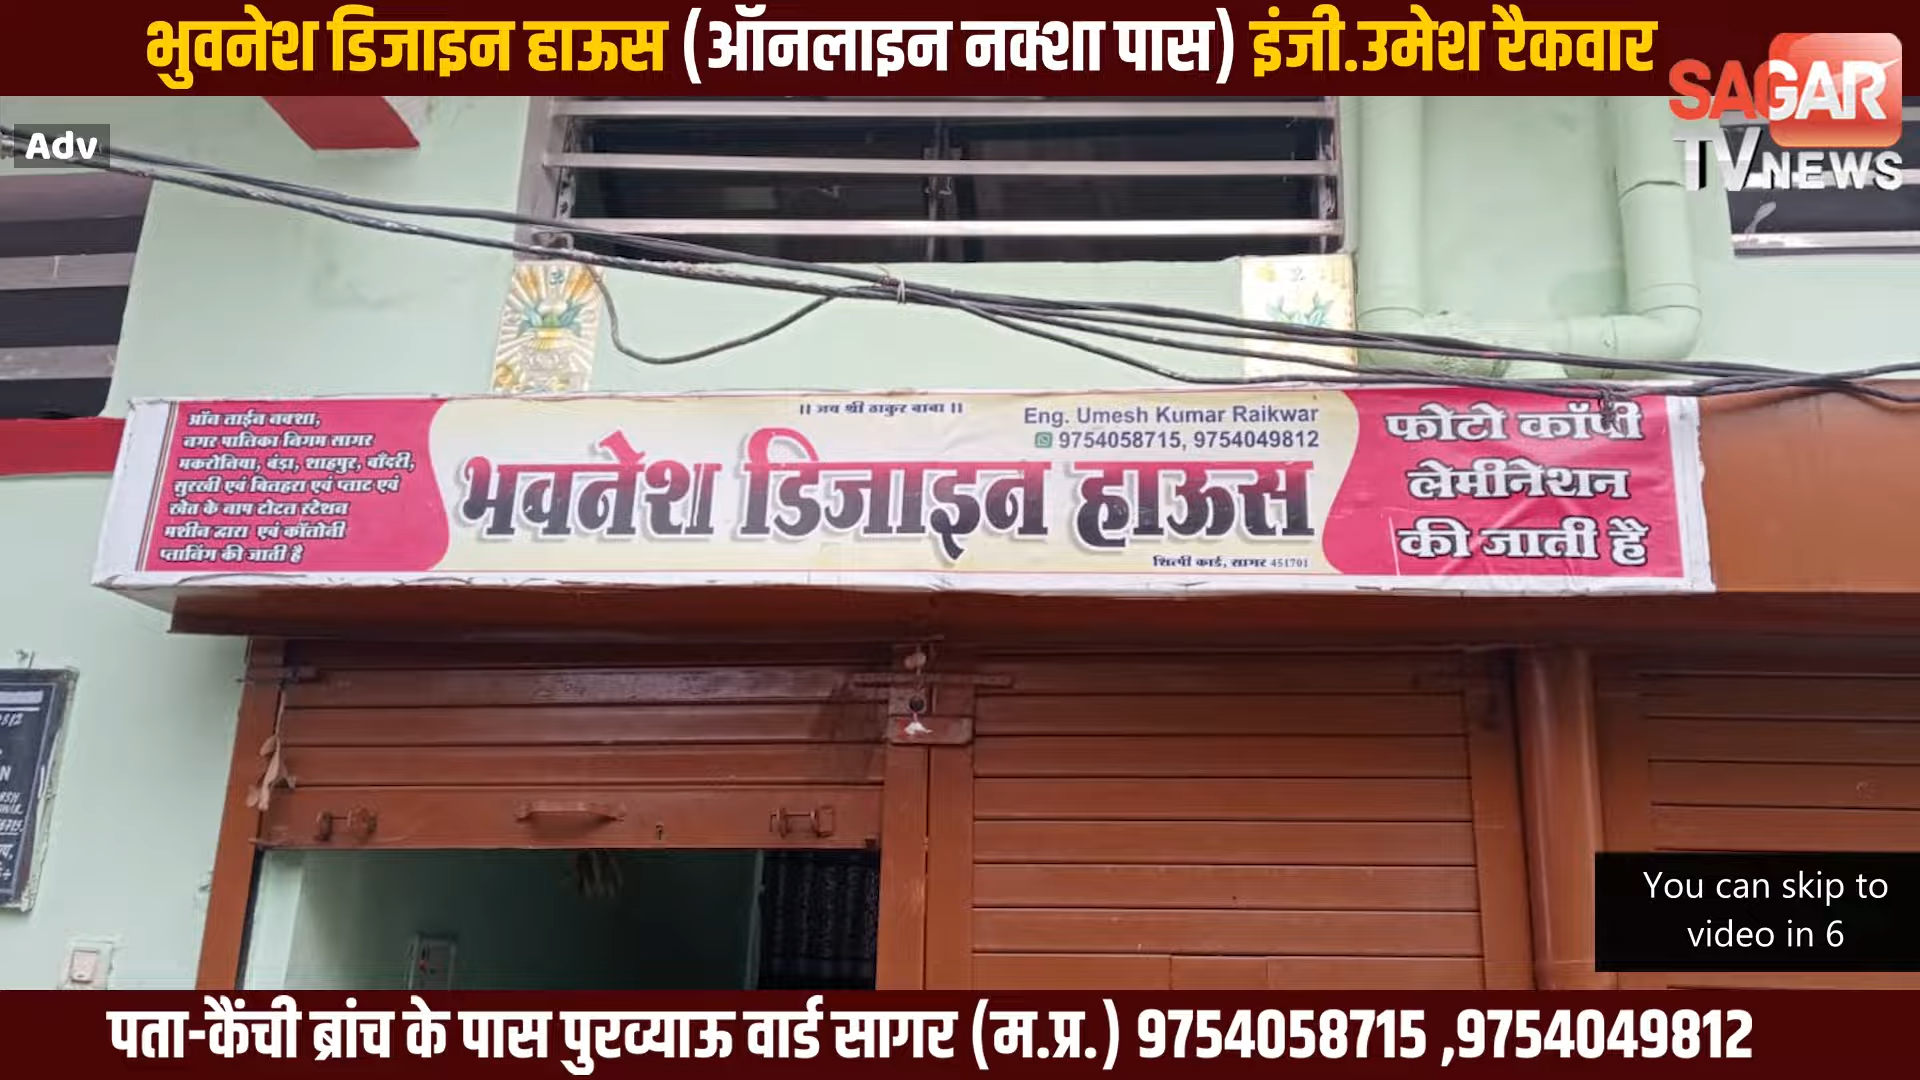 भुवनेश डिजाइन हाऊस (ऑनलाइन नक्शा पास) इंजी.उमेश रैकवार
SAGAR
TV NEWS
Adv
ऑन लाईन नक्शा,
नगर पालिका निगम सागर
मकरोनिया, बंडा, शाहपुर, बाँदरी,
सुरखी एवं बिलहरा एवं प्लाट एवं
खेत के नाप टोटल स्टेशन
मशीन द्वारा एवं कॉलोनी
प्लानिंग की जाती है
|| जय श्री ठाकुर बाबा ||
Eng. Umesh Kumar Raikwar
9754058715, 9754049812
भवनेश डिजाइन हाऊस
सागर
फोटो कॉपी
लेमीनेशन
की जाती है
You can skip to
video in 6
पता-कैंची ब्रांच के पास पुरव्याऊ वार्ड सागर (म.प्र.) 9754058715 ,9754049812